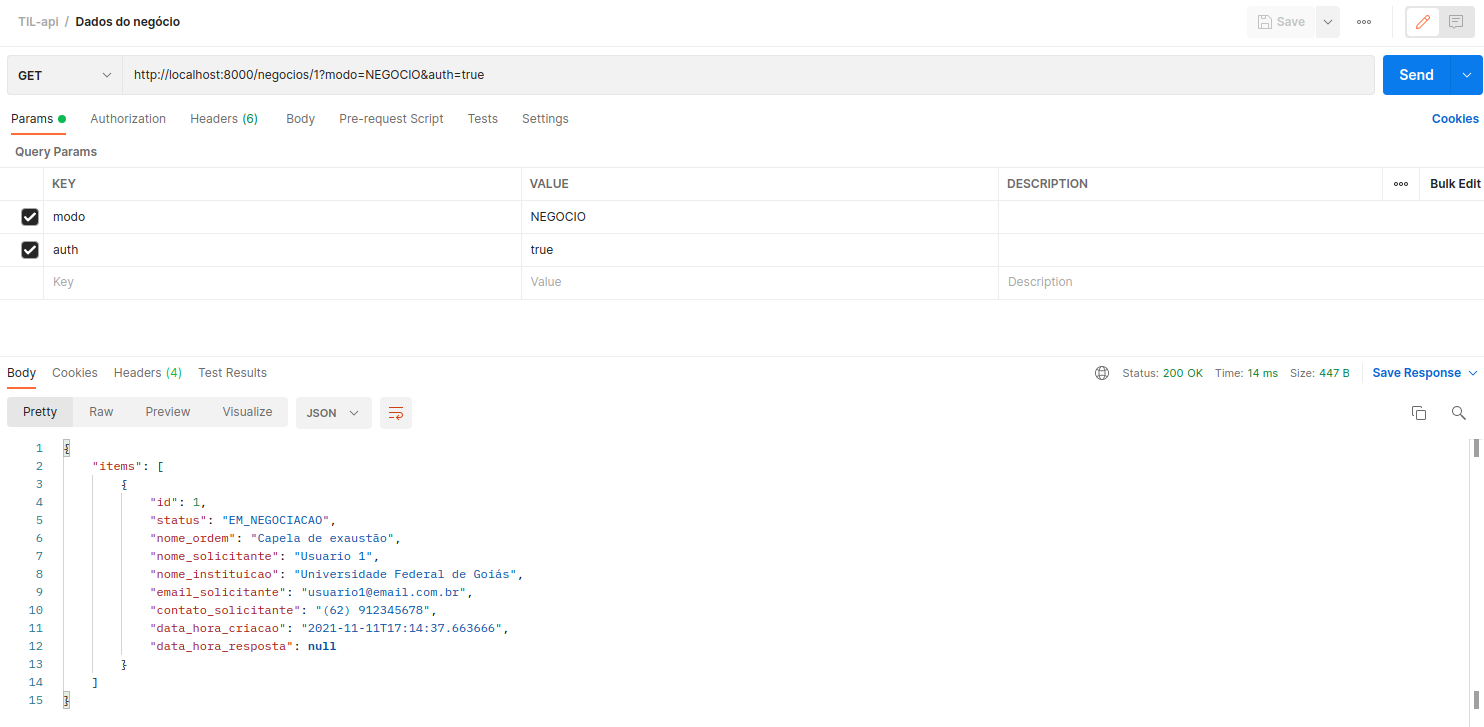 TIL-api / Dados do negócio
Save
GET http://localhost:8000/negocios/1?modo=NEGOCIO&auth=true Send
Params Authorization Headers (6) Body Pre-request Script Tests Settings Cookies
Query Params
KEY VALUE DESCRIPTION Bulk Edit
modo NEGOCIO
auth true
Key Value Description
Body Cookies Headers (4) Test Results Status: 200 OK Time: 14 ms Size: 447 B Save Response
Pretty Raw Preview Visualize JSON
1 {
2 "items": [
3 {
4 "id": 1,
5 "status": "EM_NEGOCIACAO",
6 "nome_ordem": "Capela de exaustão",
7 "nome_solicitante": "Usuario 1",
8 "nome_instituicao": "Universidade Federal de Goiás",
9 "email_solicitante": "usuario1@email.com.br",
10 "contato_solicitante": "(62) 912345678",
11 "data_hora_criacao": "2021-11-11T17:14:37.663666",
12 "data_hora_resposta": null
13 }
14 ]
15 }